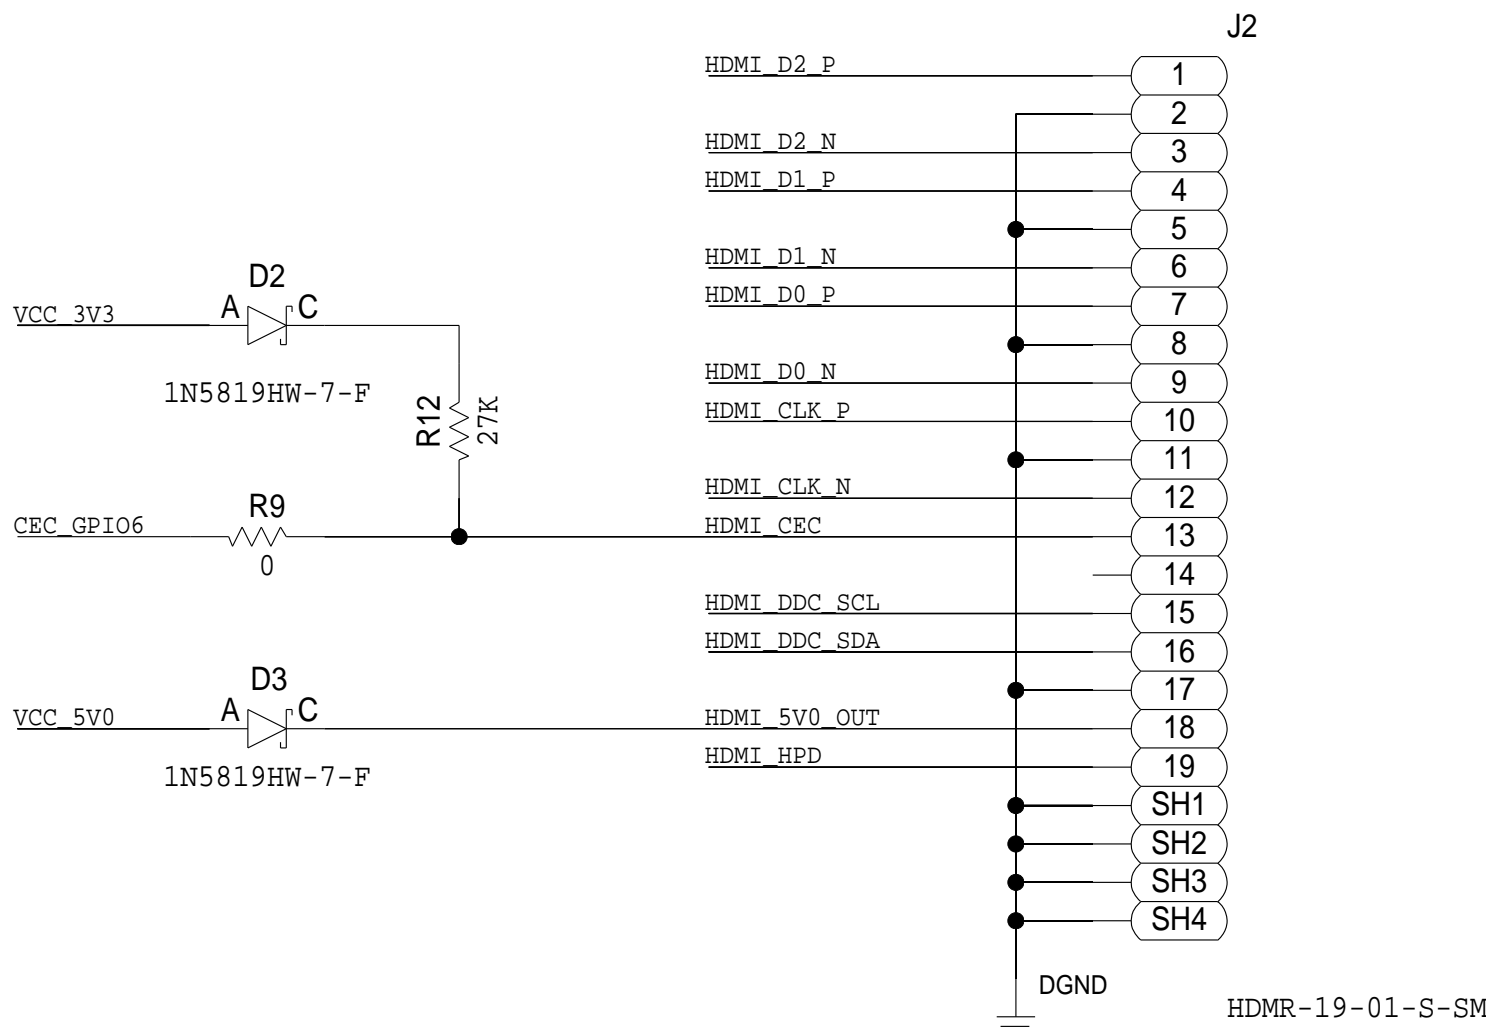 J2
HDMI_D2_P
1
2
HDMI_D2_N
3
HDMI_D1_P
4
5
HDMI_D1_N
6
D2
HDMI_D0_P
7
VCC_3V3
A
C
8
1N5819HW-7-F
HDMI_D0_N
9
R12
27K
HDMI_CLK_P
10
11
HDMI_CLK_N
12
R9
CEC_GPIO6
0
HDMI_CEC
13
14
HDMI_DDC_SCL
15
HDMI_DDC_SDA
16
D3
17
VCC_5V0
A
C
HDMI_5V0_OUT
18
1N5819HW-7-F
HDMI_HPD
19
SH1
SH2
SH3
SH4
DGND
HDMR-19-01-S-SM